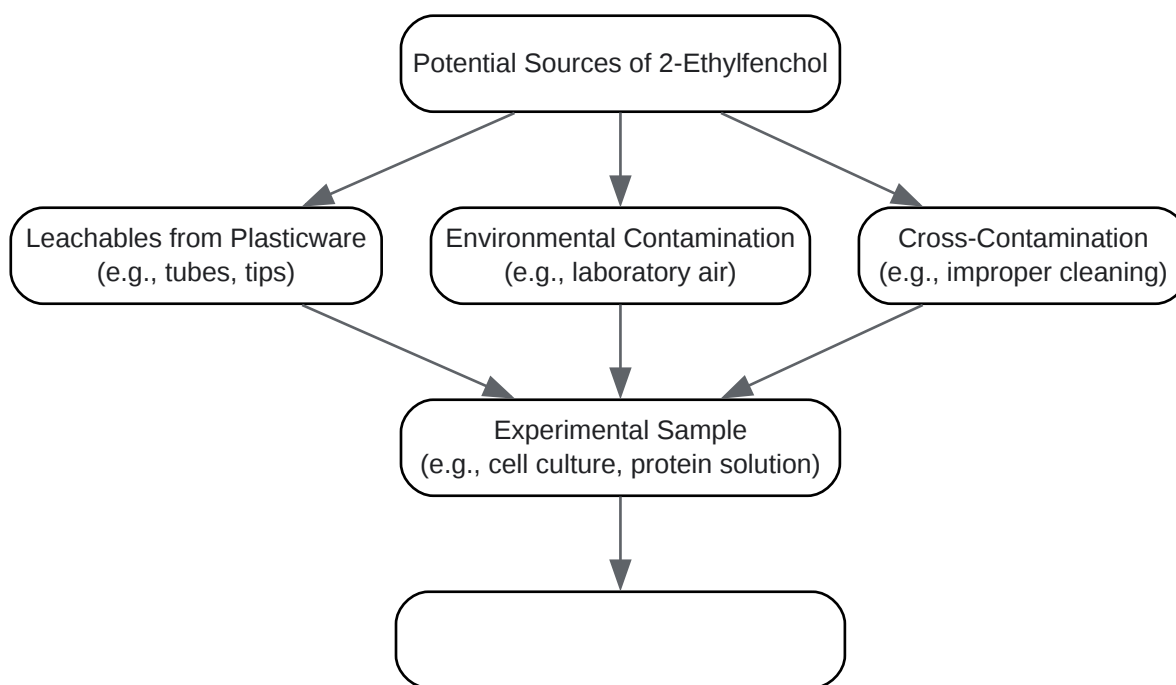 Potential Sources of 2-Ethylfenchol
Leachables from Plasticware
(e.g., tubes, tips)
Environmental Contamination
(e.g., laboratory air)
Cross-Contamination
(e.g., improper cleaning)
Experimental Sample
(e.g., cell culture, protein solution)